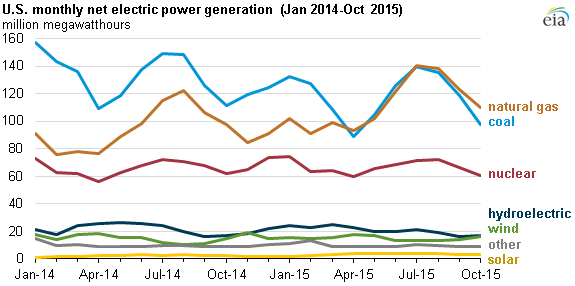 U.S. monthly net electric power generation (Jan 2014-Oct 2015)
million megawatthours
eia
160
140
120
100
80
60
40
20
0
natural gas
coal
nuclear
hydroelectric
wind
other
solar
Jan-14 Apr-14 Jul-14 Oct-14 Jan-15 Apr-15 Jul-15 Oct-15